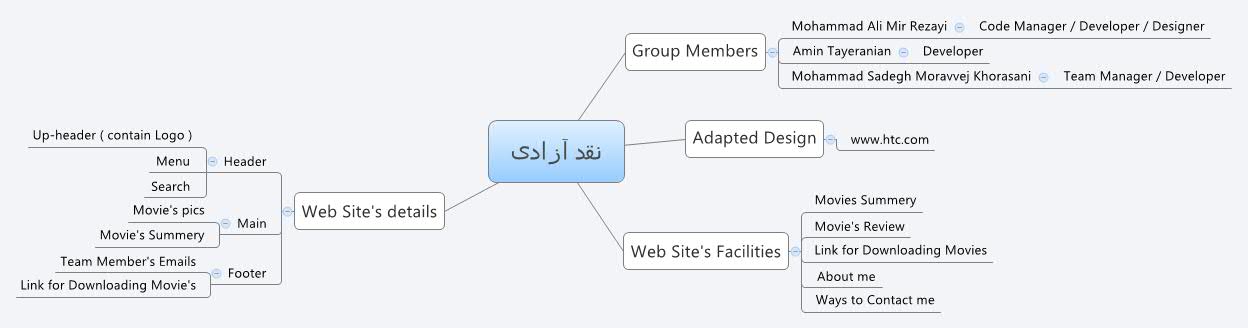 نقد آزادی
Group Members
Mohammad Ali Mir Rezayi
Code Manager / Developer / Designer
Amin Tayeranian
Developer
Mohammad Sadegh Moravvej Khorasani
Team Manager / Developer
Adapted Design
www.htc.com
Web Site's Facilities
Movies Summery
Movie's Review
Link for Downloading Movies
About me
Ways to Contact me
Web Site's details
Header
Up-header ( contain Logo )
Menu
Search
Main
Movie's pics
Movie's Summery
Footer
Team Member's Emails
Link for Downloading Movie's